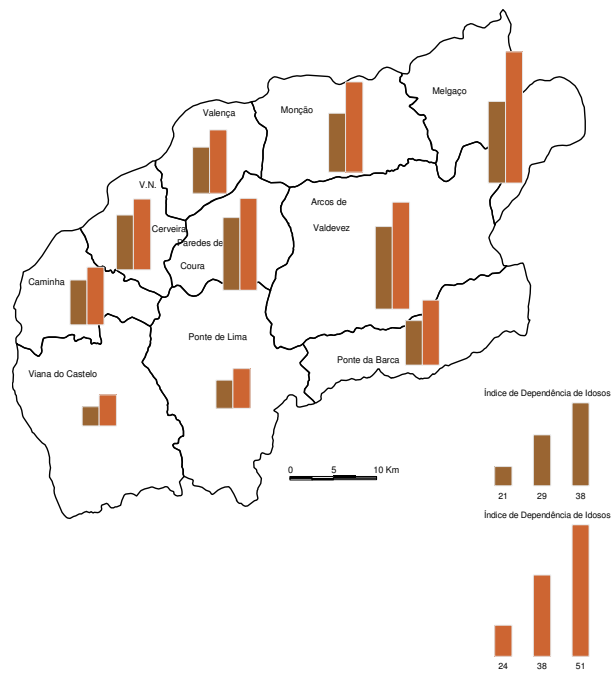 Melgaço
Monção
Valença
V.N.
Cerveira
Arcos de
Valdevez
Paredes de
Coura
Caminha
Ponte de Lima
Ponte da Barca
Viana do Castelo
0 5 10 Km
Índice de Dependência de Idosos
21 29 38
Índice de Dependência de Idosos
24 38 51